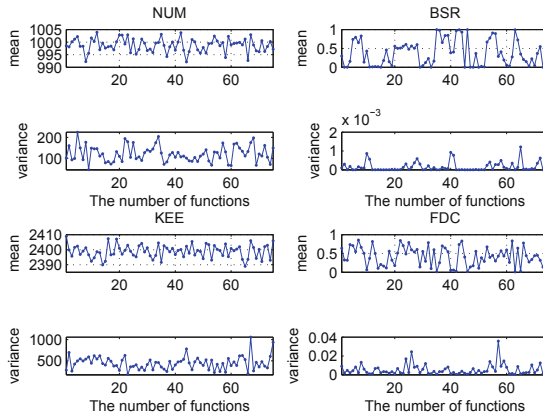 NUM
mean
1005
1000
995
990
20
40
60
BSR
mean
1
0.5
0
20
40
60
variance
200
100
20
40
60
The number of functions
x 10^-3
variance
2
1
0
20
40
60
The number of functions
KEE
mean
2410
2400
2390
20
40
60
FDC
mean
1
0.5
0
20
40
60
variance
1000
500
20
40
60
The number of functions
variance
0.04
0.02
0
20
40
60
The number of functions